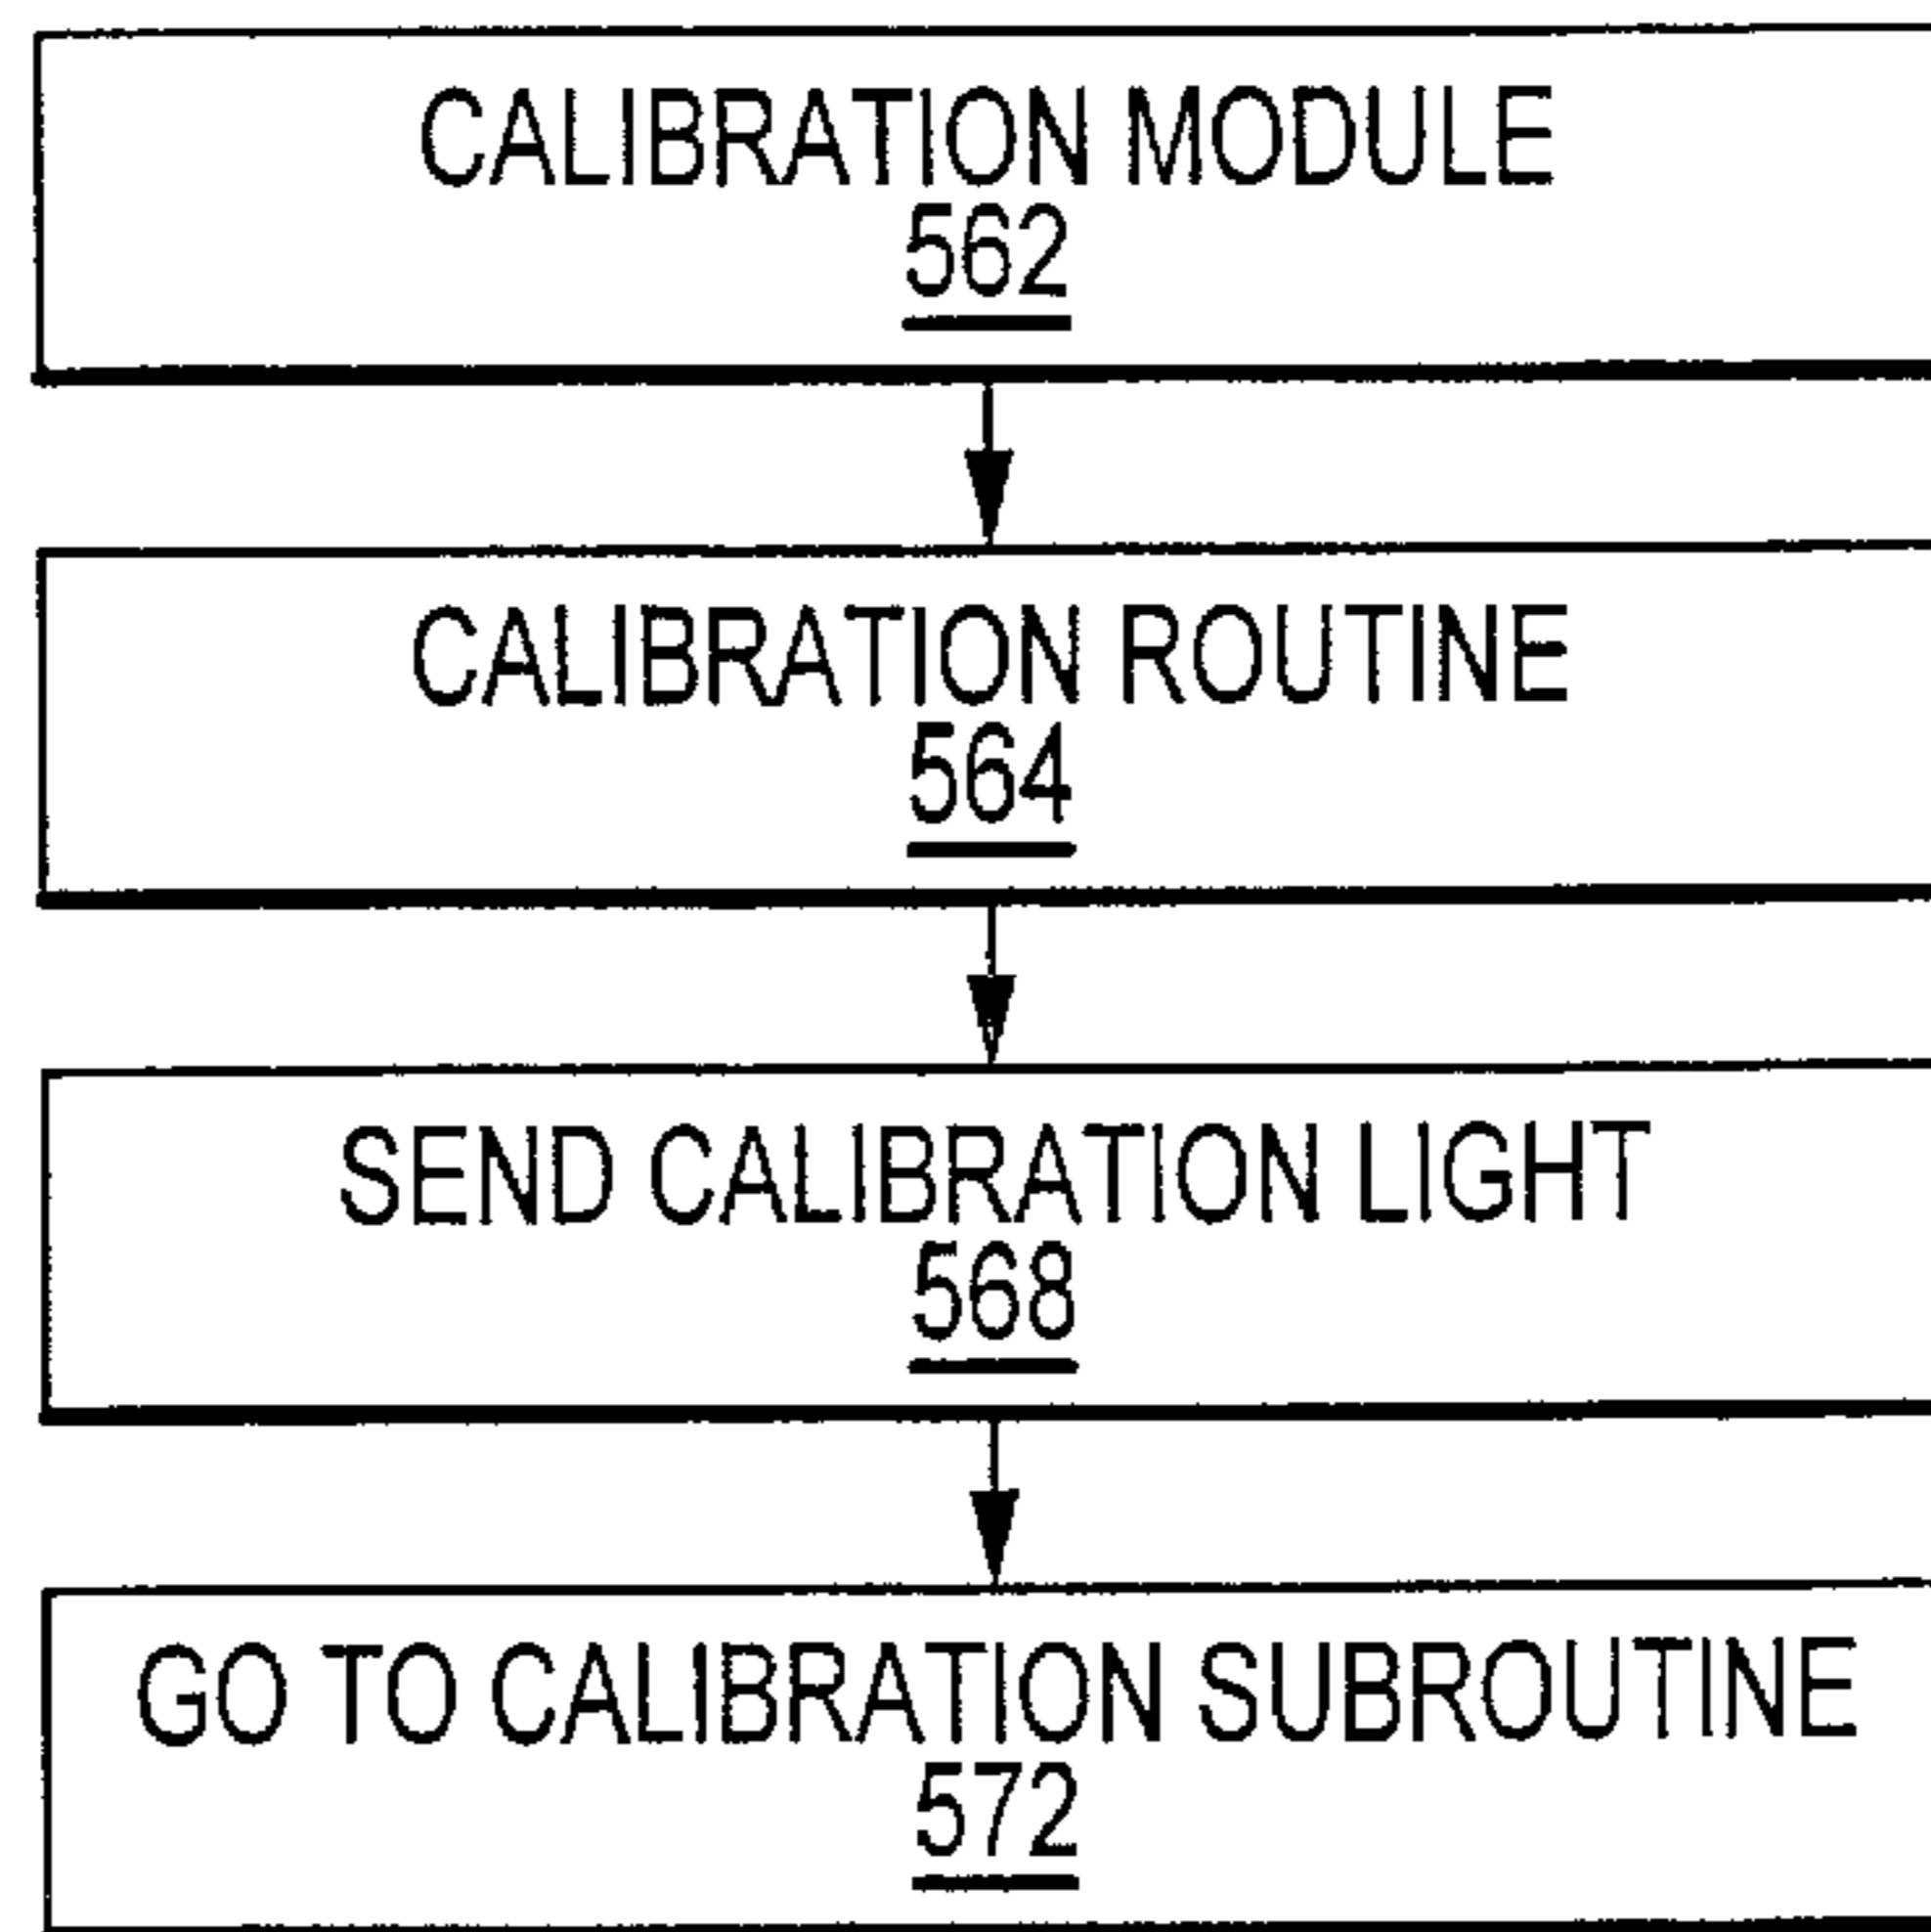 CALIBRATION MODULE
562
CALIBRATION ROUTINE
564
SEND CALIBRATION LIGHT
568
GO TO CALIBRATION SUBROUTINE
572